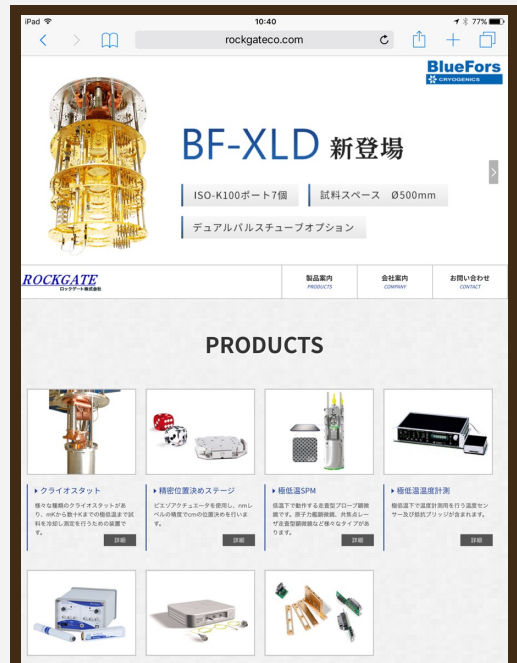 iPad
10:40
77%
rockgateco.com
BlueFors
CRYOGENICS
BF-XLD 新登場
ISO-K100ポート7個
試料スペース Ø500mm
デュアルパルスチューブオプション
ROCKGATE
ロックゲート株式会社
製品案内
PRODUCTS
会社案内
COMPANY
お問い合わせ
CONTACT
PRODUCTS
クライオスタット
様々な種類のクライオスタットがあ
り、mKから数十Kまでの極低温まで試
料を冷却し測定を行うための装置で
す。
詳細
精密位置決めステージ
ピエゾアクチュエータを使用し、nmレ
ベルの精度でcmの位置決めを行いま
す。
詳細
極低温SPM
低温下で動作する走査型プローブ顕微
鏡です。原子力間顕微鏡、共焦点レー
ザ走査型顕微鏡など様々なタイプがあ
ります。
詳細
極低温温度計測
極低温下で温度計測用を行う温度セン
サー及び抵抗ブリッジが含まれます。
詳細